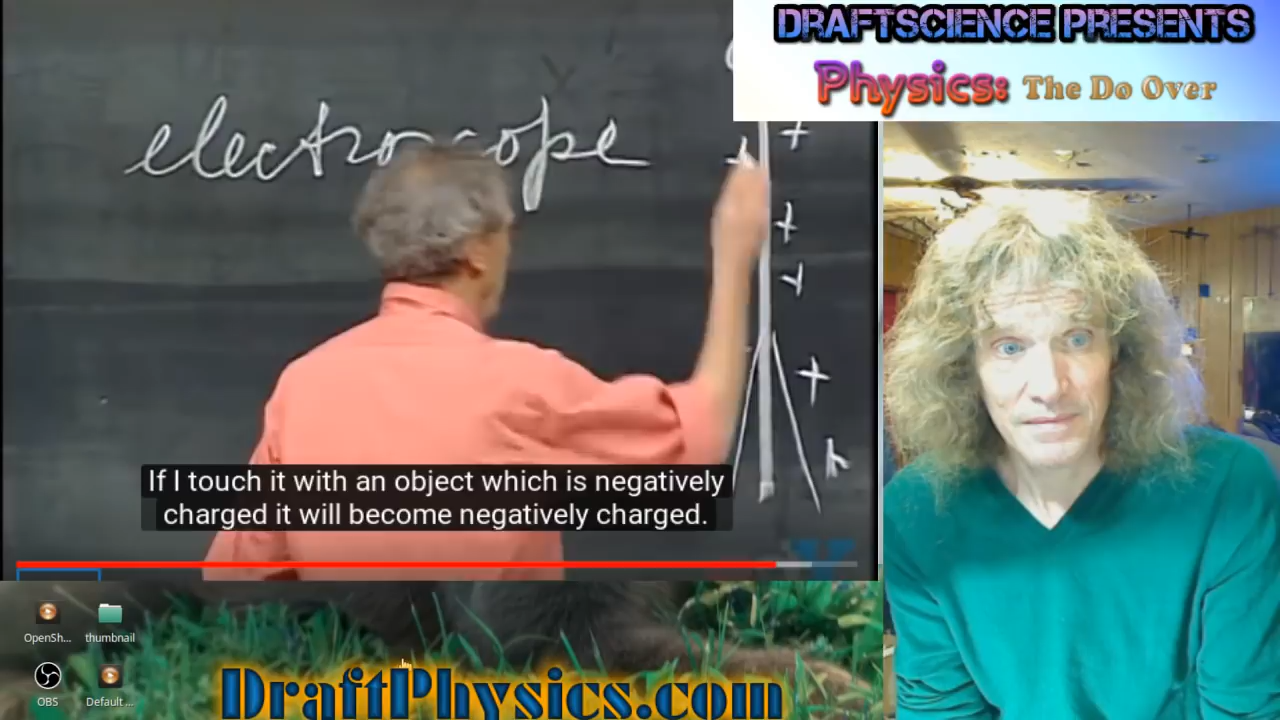 DRAFTSCIENCE PRESENTS
Physics: The Do Over
electroscope
+
+
+
+
If I touch it with an object which is negatively
charged it will become negatively charged.
OpenSh...
thumbnail
OBS
Default ...
DraftPhysics.com